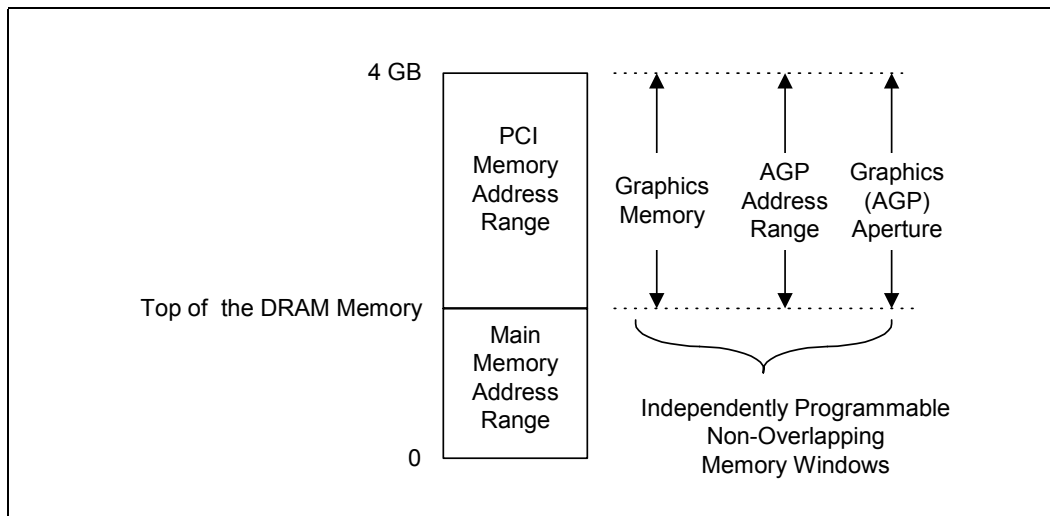 4 GB
PCI
Memory
Address
Range
Graphics
Memory
AGP
Address
Range
Graphics
(AGP)
Aperture
Top of the DRAM Memory
Main
Memory
Address
Range
0
Independently Programmable
Non-Overlapping
Memory Windows